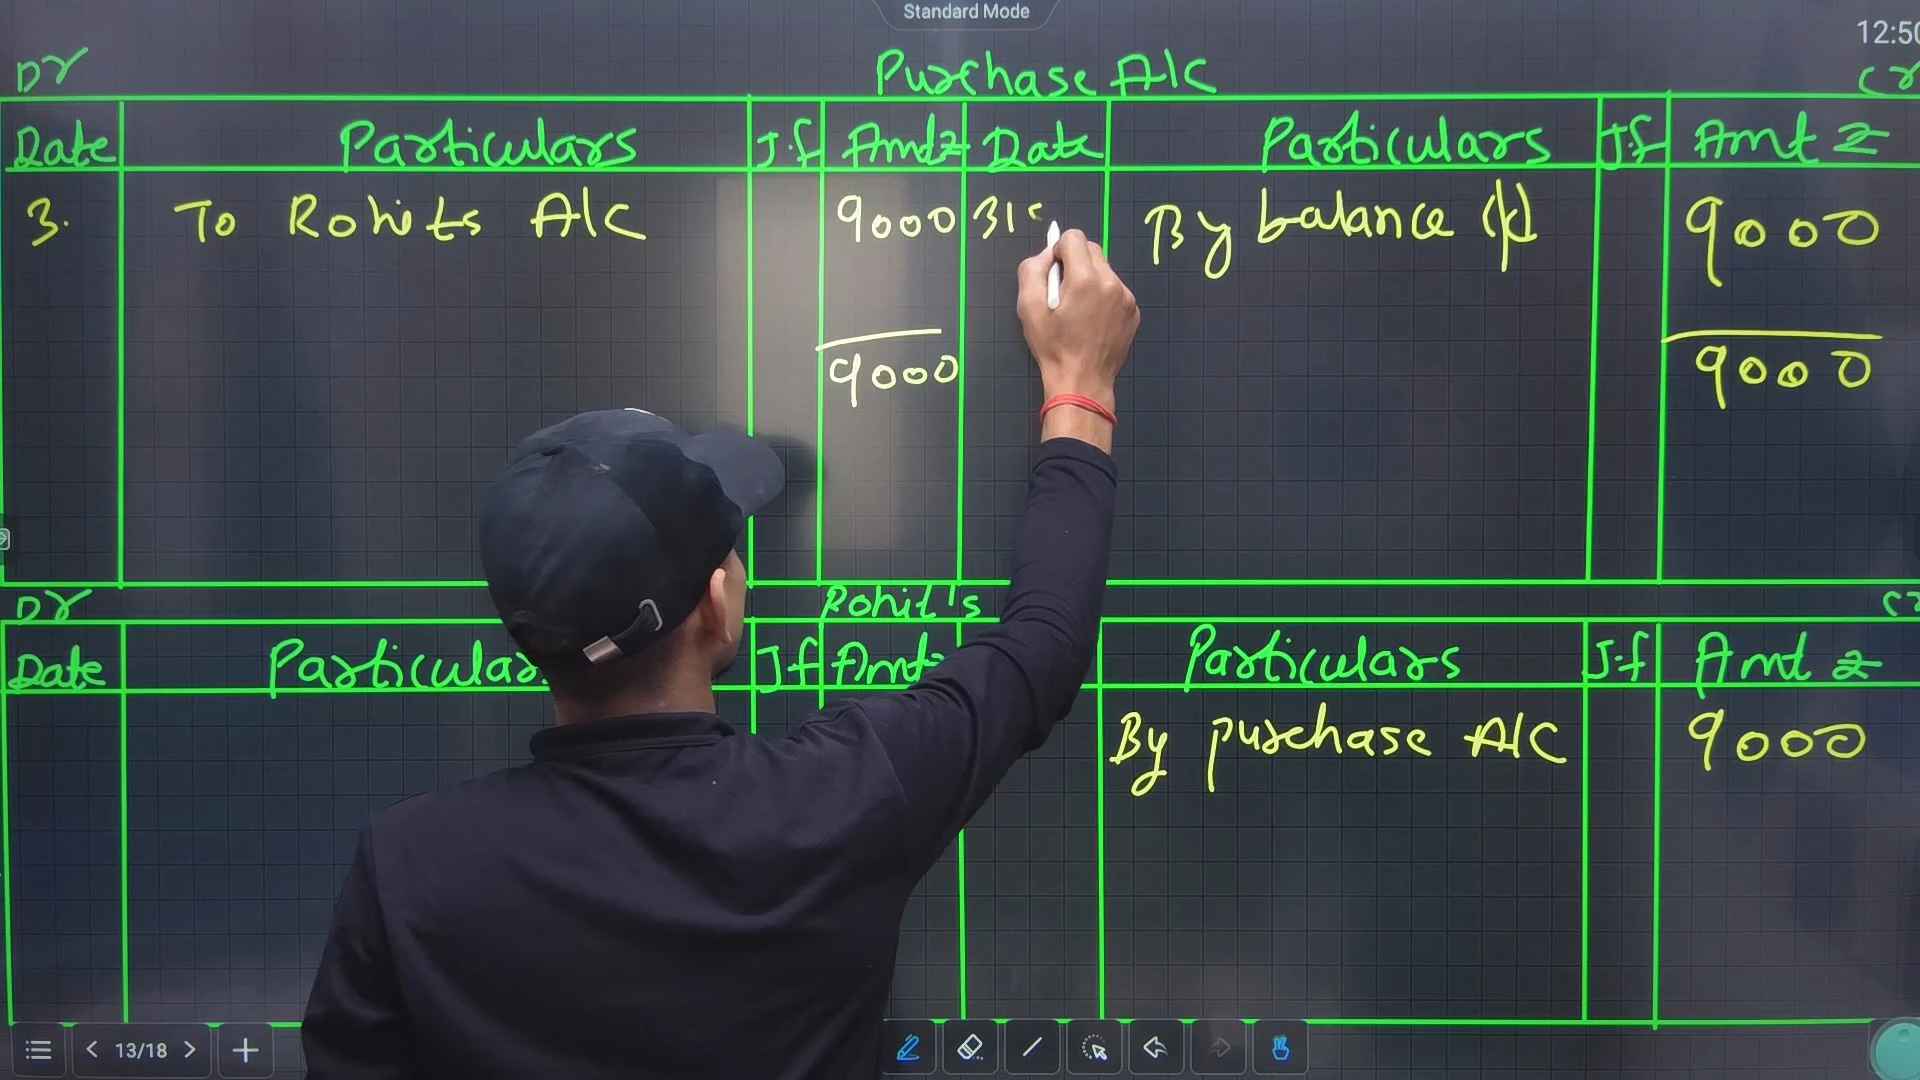 Standard Mode
12:50
Dr Purchase A/C Cr
Date Particulars J.f Amt₹ Date Particulars J.f Amt ₹
3. To Rohits A/C 9000 31 By balance 9000
9000 9000
Dr Rohit's Cr
Date Particulars J.f Amt₹ Particulars J.f Amt ₹
By purchase A/C 9000
13/18